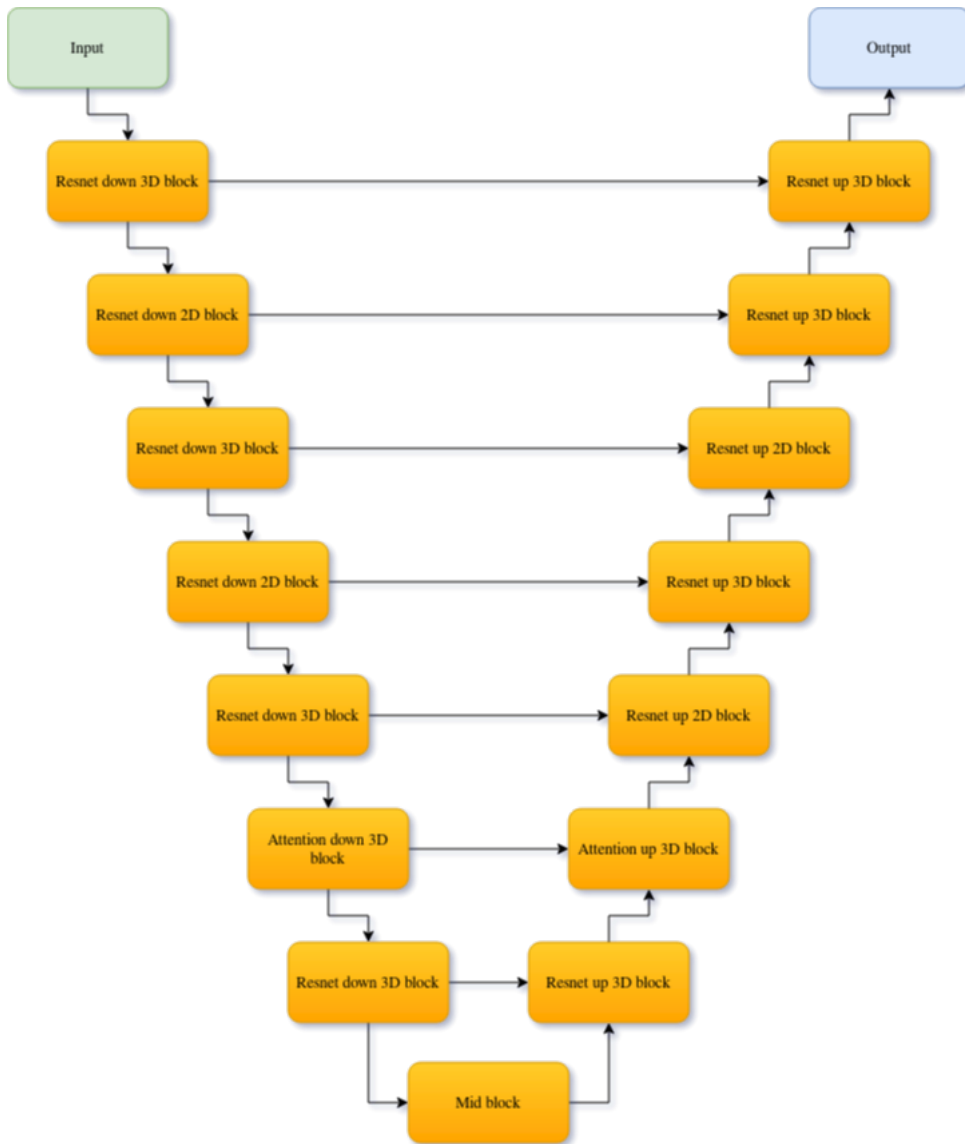 Input
Output
Resnet down 3D block
Resnet up 3D block
Resnet down 2D block
Resnet up 3D block
Resnet down 3D block
Resnet up 2D block
Resnet down 2D block
Resnet up 3D block
Resnet down 3D block
Resnet up 2D block
Attention down 3D
block
Attention up 3D block
Resnet down 3D block
Resnet up 3D block
Mid block